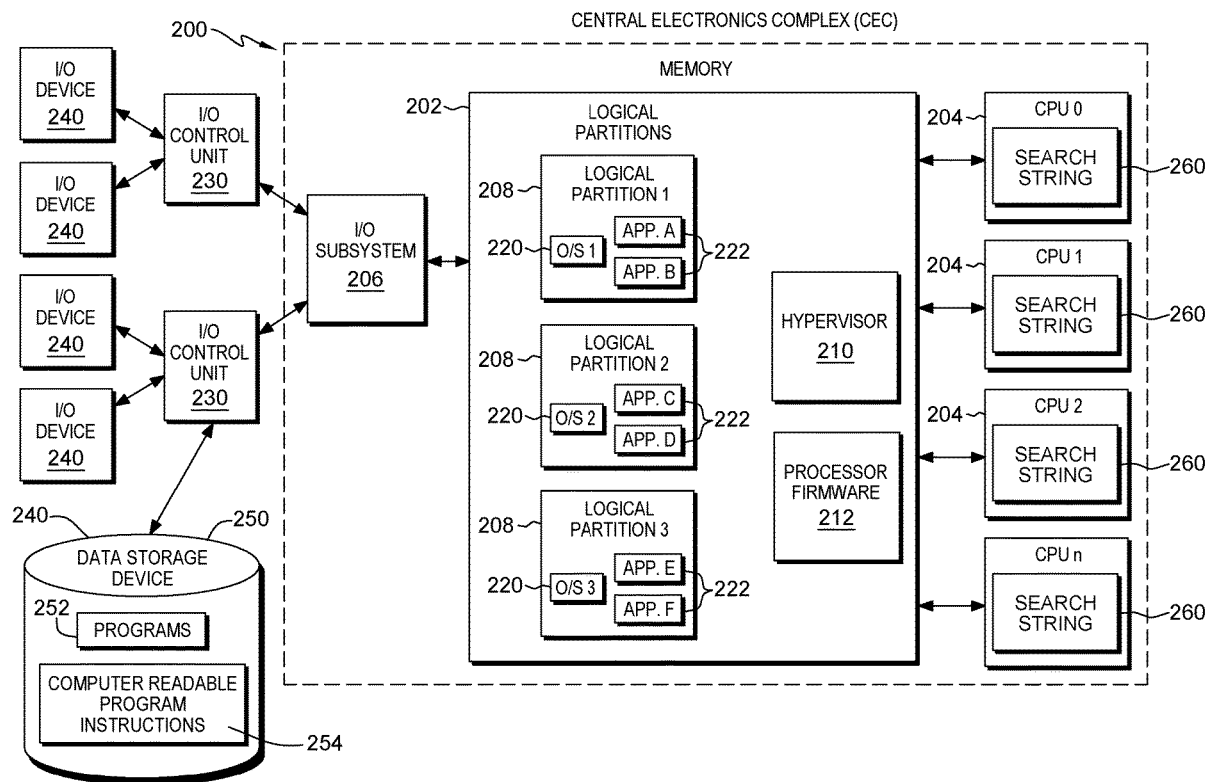 CENTRAL ELECTRONICS COMPLEX (CEC)
200
I/O
DEVICE
240
I/O
CONTROL
UNIT
230
I/O
DEVICE
240
I/O
DEVICE
240
I/O
CONTROL
UNIT
230
I/O
DEVICE
240
I/O
SUBSYSTEM
206
240
250
DATA STORAGE
DEVICE
252
PROGRAMS
COMPUTER READABLE
PROGRAM
INSTRUCTIONS
254
MEMORY
202
LOGICAL
PARTITIONS
208
LOGICAL
PARTITION 1
220
O/S 1
APP. A
APP. B
222
208
LOGICAL
PARTITION 2
220
O/S 2
APP. C
APP. D
222
208
LOGICAL
PARTITION 3
220
O/S 3
APP. E
APP. F
222
HYPERVISOR
210
PROCESSOR
FIRMWARE
212
204
CPU 0
SEARCH
STRING
260
204
CPU 1
SEARCH
STRING
260
204
CPU 2
SEARCH
STRING
260
CPU n
SEARCH
STRING
260